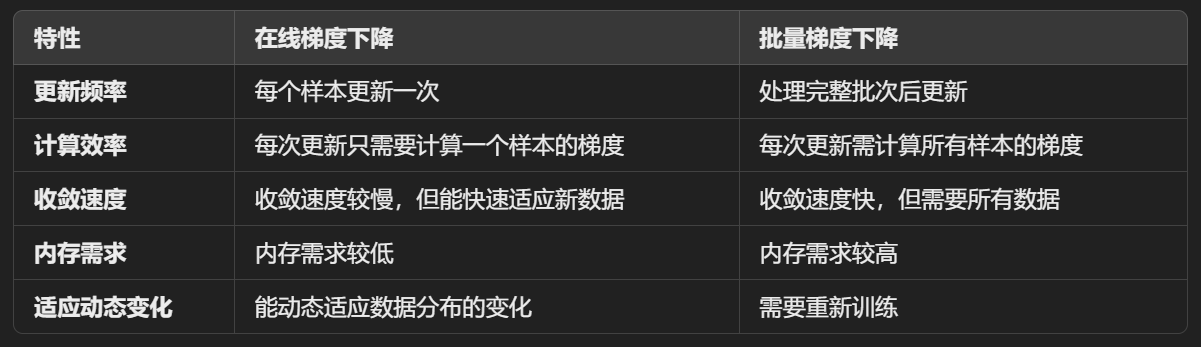 特性 在线梯度下降 批量梯度下降
更新频率 每个样本更新一次 处理完整批次后更新
计算效率 每次更新只需要计算一个样本的梯度 每次更新需计算所有样本的梯度
收敛速度 收敛速度较慢，但能快速适应新数据 收敛速度快，但需要所有数据
内存需求 内存需求较低 内存需求较高
适应动态变化 能动态适应数据分布的变化 需要重新训练